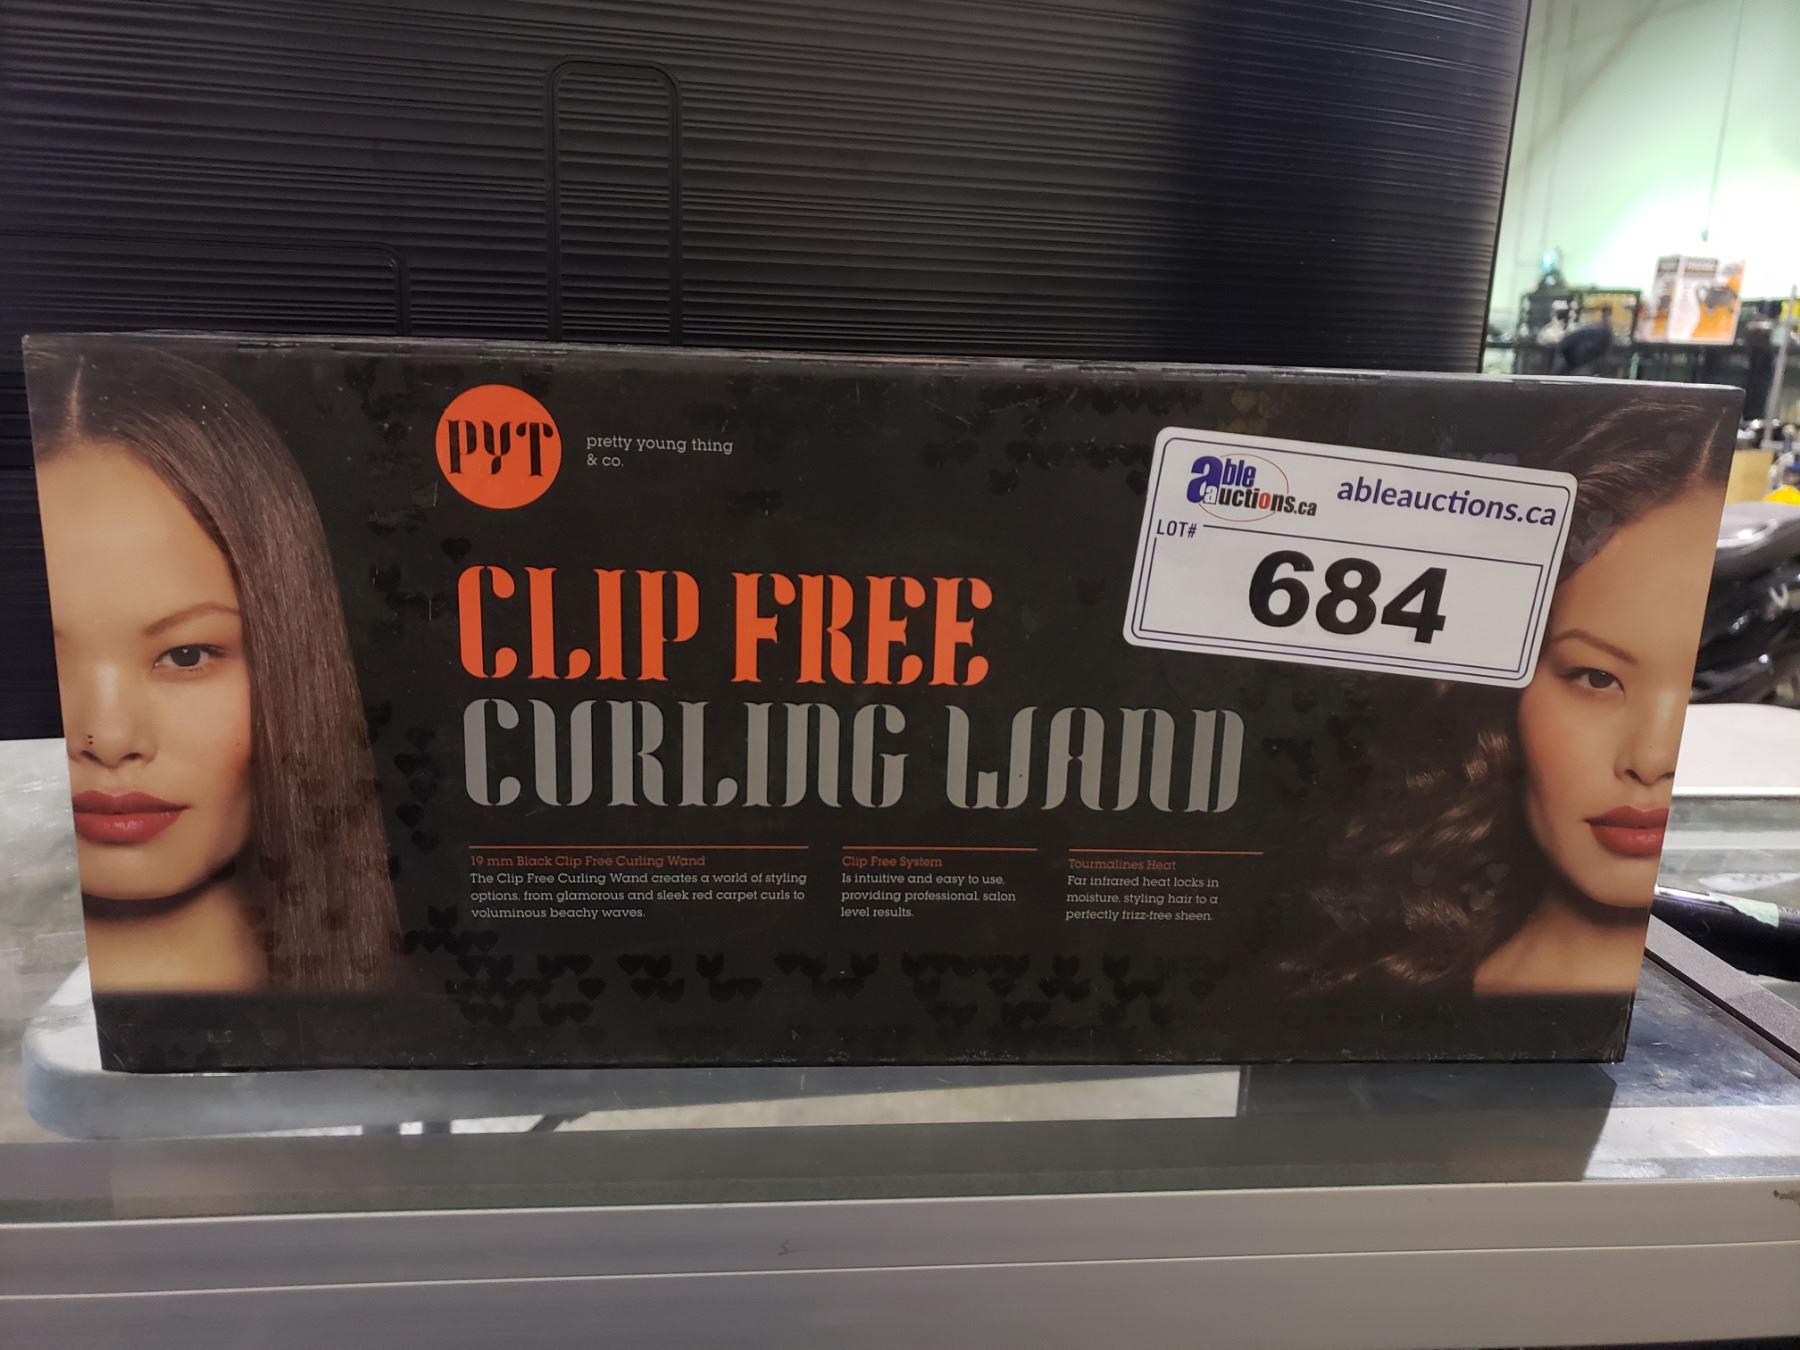 PYT
pretty young thing
& co.
CLIP FREE
CURLING WAND
19 mm Black Clip Free Curling Wand
The Clip Free Curling Wand creates a world of styling
options, from glamorous and sleek red carpet curls to
voluminous beachy waves.
Clip Free System
Is intuitive and easy to use,
providing professional, salon
level results.
Tourmalines Heat
Far infrared heat locks in
moisture, styling hair to a
perfectly frizz-free sheen.
able
auctions.ca
ableauctions.ca
LOT#
684